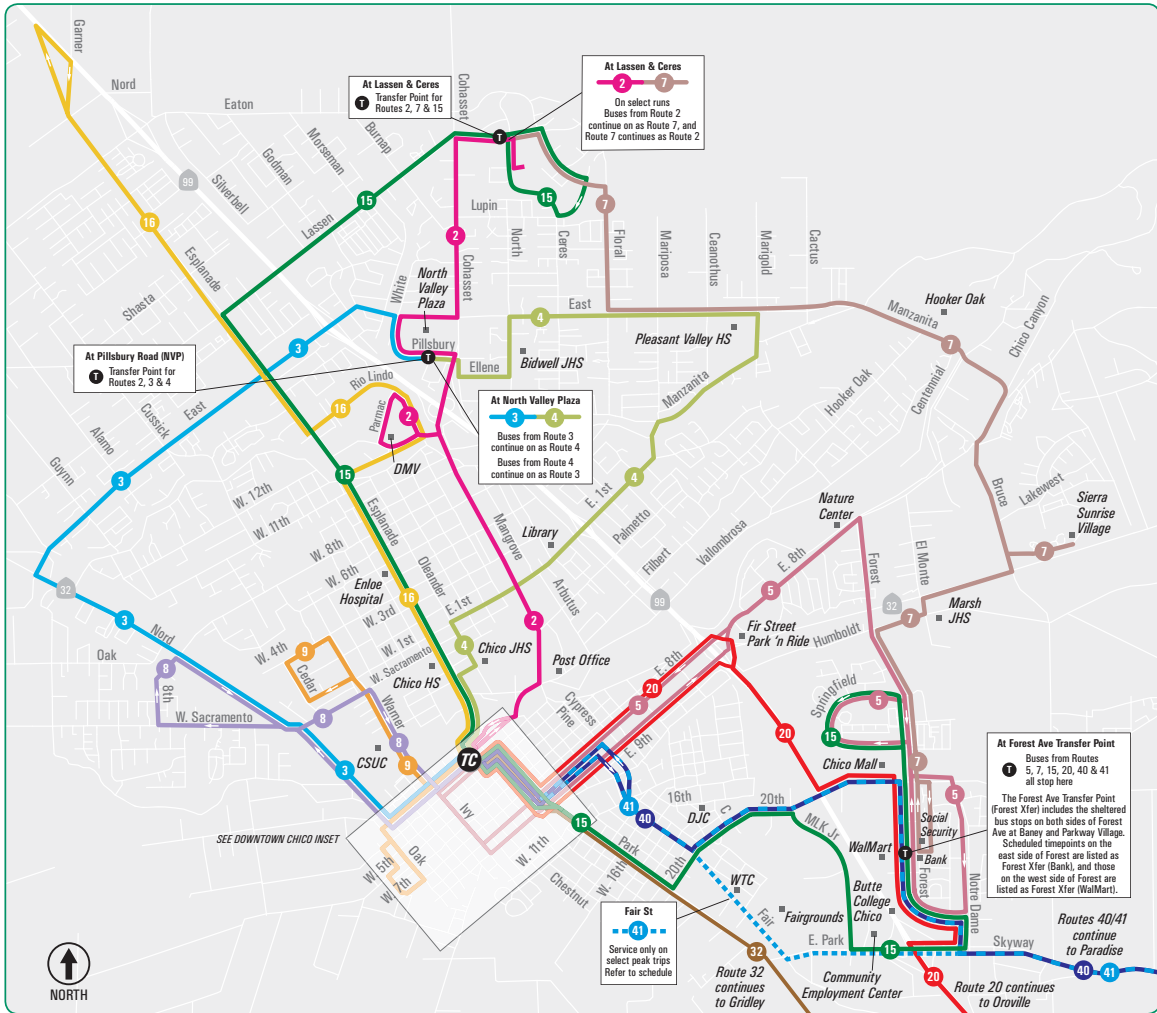 Garner
Nord
Eaton
Cohasset
At Lassen & Ceres
T Transfer Point for
Routes 2, 7 & 15
At Lassen & Ceres
2 7
On select runs
Buses from Route 2
continue on as Route 7, and
Route 7 continues as Route 2
T
Burnap
Morseman
Godman
Silverbell
99
15
Lassen
16
Esplanade
Shasta
Lupin
2
Cohasset
North
Ceres
15
7
Floral
Mariposa
Ceanothus
Marigold
Cactus
White
North
Valley
Plaza
East
4
Pillsbury
T
Ellene
Bidwell JHS
Pleasant Valley HS
Manzanita
Hooker Oak
Manzanita
7
Chico Canyon
Centennial
Hooker Oak
At Pillsbury Road (NVP)
T Transfer Point for
Routes 2, 3 & 4
3
East
Cussick
Alamo
Guynn
3
Rio Lindo
16
Parmac
2
DMV
At North Valley Plaza
3 4
Buses from Route 3
continue on as Route 4
Buses from Route 4
continue on as Route 3
15
Esplanade
W. 12th
W. 11th
W. 8th
W. 6th
Enloe
Hospital
W. 3rd
W. 1st
W. Sacramento
Oleander
16
Mangrove
Library
E. 1st
4
Palmetto
Filbert
Vallombrosa
Arbutus
E.1st
4
2
Chico JHS
Chico HS
Post Office
Nature
Center
E. 8th
5
99
Forest
El Monte
32
7
Marsh
JHS
Bruce
Lakewest
Sierra
Sunrise
Village
7
Humboldt
Fir Street
Park 'n Ride
32
3
Nord
Oak
8
8th
W. Sacramento
W. 4th
9
Cedar
8
Warner
8
9
CSUC
3
TC
Ivy
SEE DOWNTOWN CHICO INSET
Oak
W. 5th
W. 7th
W. 11th
Cypress
Pine
E. 8th
20
5
E. 9th
41
40
15
Park
W. 16th
Chestnut
20th
16th
DJC
C
20th
MLK Jr
20
Springfield
5
15
Chico Mall
7
5
Social
Security
WalMart
T
Bank
Forest
Notre Dame
At Forest Ave Transfer Point
T Buses from Routes
5, 7, 15, 20, 40 & 41
all stop here
The Forest Ave Transfer Point
(Forest Xfer) includes the sheltered
bus stops on both sides of Forest
Ave at Baney and Parkway Village.
Scheduled timepoints on the
east side of Forest are listed as
Forest Xfer (Bank), and those
on the west side of Forest are
listed as Forest Xfer (WalMart).
WTC
Fair
Fairgrounds
Butte
College
Chico
E. Park
15
Skyway
Fair St
41
Service only on
select peak trips
Refer to schedule
32
Route 32
continues
to Gridley
Community
Employment Center
20
Route 20 continues
to Oroville
Routes 40/41
continue
to Paradise
40
41
NORTH